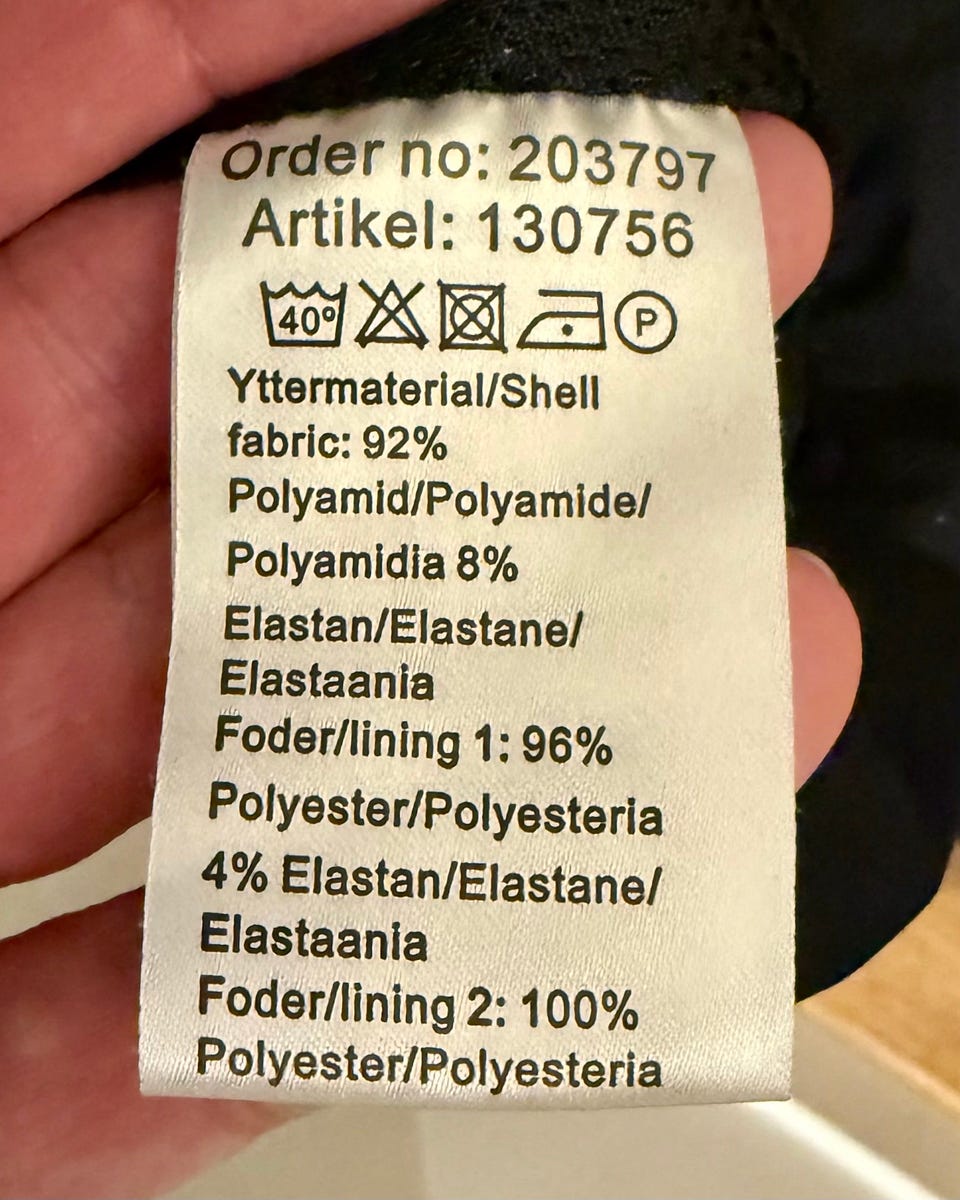 Order no: 203797
Artikel: 130756
40° P
Yttermaterial/Shell
fabric: 92%
Polyamid/Polyamide/
Polyamidia 8%
Elastan/Elastane/
Elastaania
Foder/lining 1: 96%
Polyester/Polyesteria
4% Elastan/Elastane/
Elastaania
Foder/lining 2: 100%
Polyester/Polyesteria